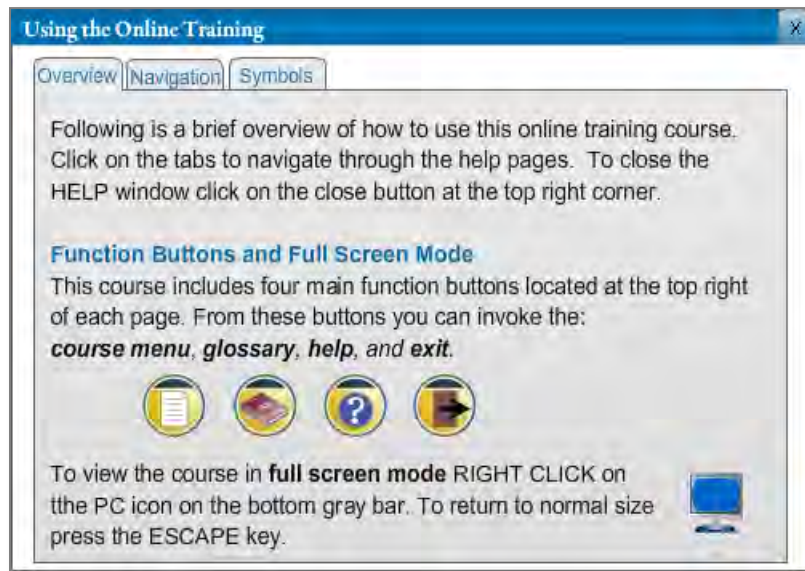 Using the Online Training
X
Overview Navigation Symbols
Following is a brief overview of how to use this online training course.
Click on the tabs to navigate through the help pages. To close the
HELP window click on the close button at the top right corner.
Function Buttons and Full Screen Mode
This course includes four main function buttons located at the top right
of each page. From these buttons you can invoke the:
course menu, glossary, help, and exit.
?
To view the course in full screen mode RIGHT CLICK on
tthe PC icon on the bottom gray bar. To return to normal size
press the ESCAPE key.